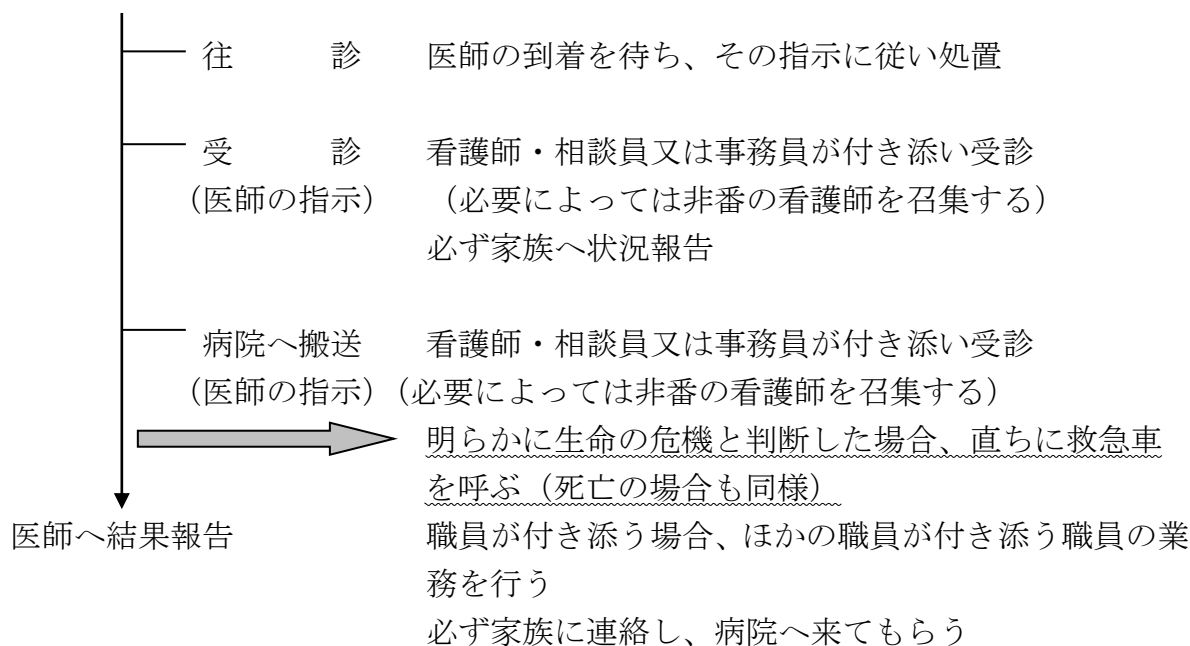 往　　診　　医師の到着を待ち、その指示に従い処置
受　　診　　看護師・相談員又は事務員が付き添い受診
（医師の指示）　（必要によっては非番の看護師を召集する）
必ず家族へ状況報告
病院へ搬送　　看護師・相談員又は事務員が付き添い受診
（医師の指示）（必要によっては非番の看護師を召集する）
明らかに生命の危機と判断した場合、直ちに救急車
を呼ぶ（死亡の場合も同様）
医師へ結果報告　　職員が付き添う場合、ほかの職員が付き添う職員の業
務を行う
必ず家族に連絡し、病院へ来てもらう